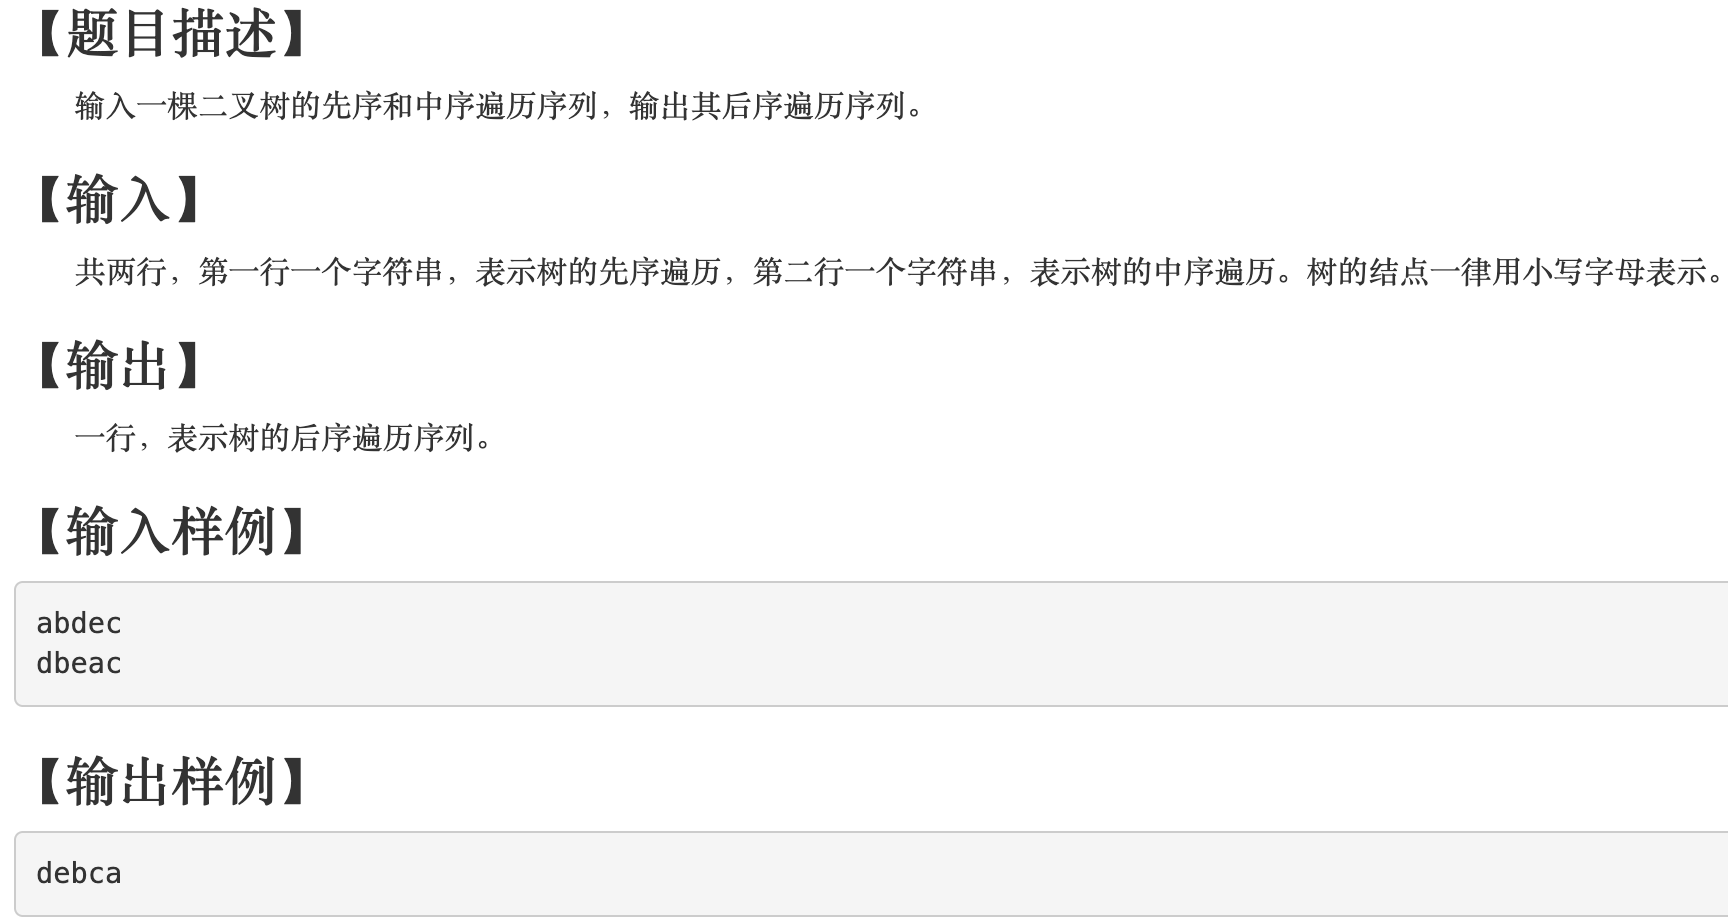 【题目描述】
输入一棵二叉树的先序和中序遍历序列，输出其后序遍历序列。
【输入】
共两行，第一行一个字符串，表示树的先序遍历，第二行一个字符串，表示树的中序遍历。树的结点一律用小写字母表示。
【输出】
一行，表示树的后序遍历序列。
【输入样例】
abdec
dbeac
【输出样例】
debca